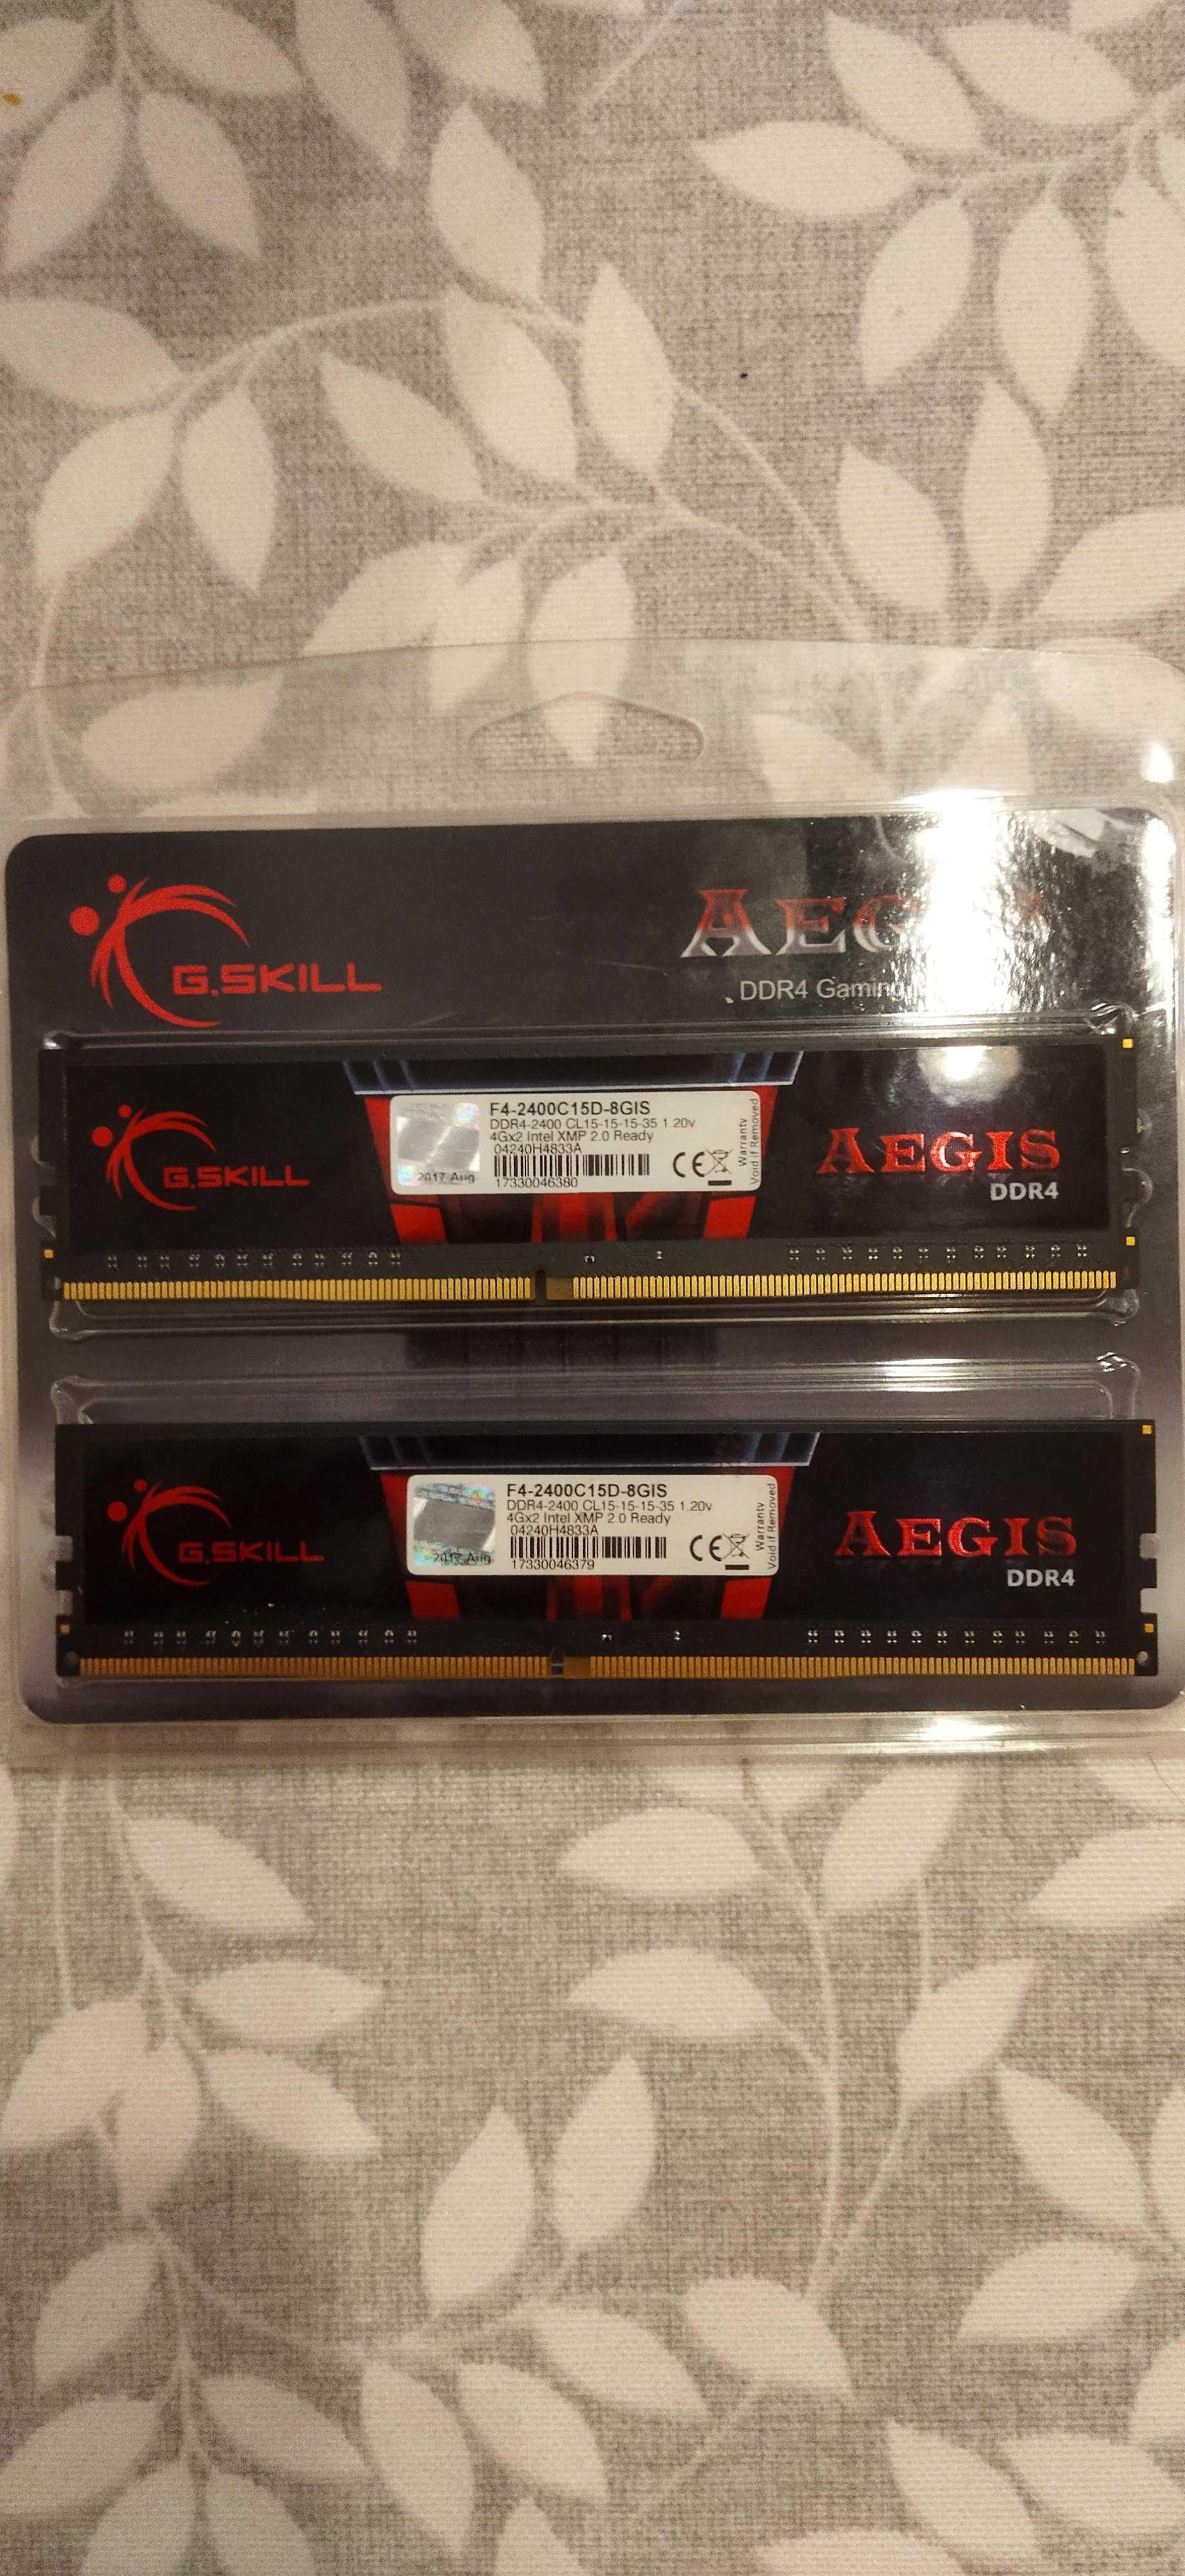 G.SKILL
DDR4
F4-2400C15D-8GIS
DDR4-2400 CL15-15-15-35 1.20v
4Gx2 Intel XMP 2.0 Ready
04240H4833A
2017 Aug
17330046380
CE
Warranty
Void if Removed
G.SKILL
AEGIS
DDR4
F4-2400C15D-8GIS
DDR4-2400 CL15-15-15-35 1.20v
4Gx2 Intel XMP 2.0 Ready
04240H4833A
2017 Aug
17330046379
CE
Warranty
Void if Removed
G.SKILL
AEGIS
DDR4